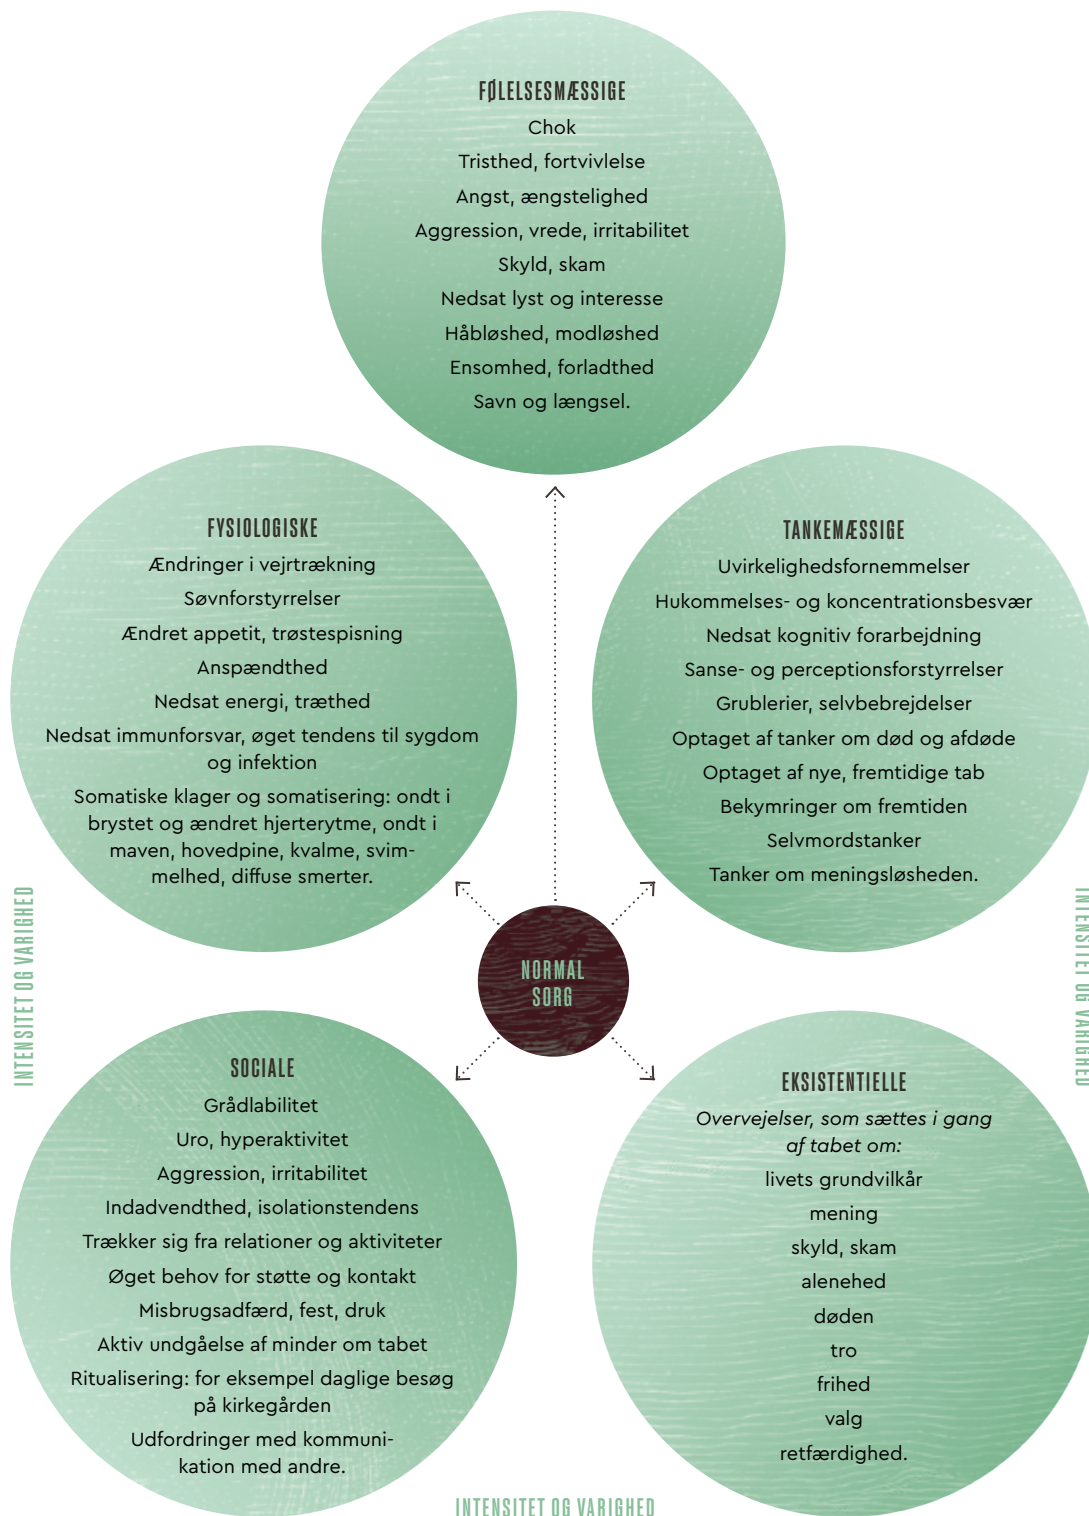 FØLELSESMÆSSIGE
Chok
Tristhed, fortvivlelse
Angst, ængstelighed
Aggression, vrede, irritabilitet
Skyld, skam
Nedsat lyst og interesse
Håbløshed, modløshed
Ensomhed, forladthed
Savn og længsel.
FYSIOLOGISKE
Ændringer i vejrtrækning
Søvnforstyrrelser
Ændret appetit, trøstespisning
Anspændthed
Nedsat energi, træthed
Nedsat immunforsvar, øget tendens til sygdom
og infektion
Somatiske klager og somatisering: ondt i
brystet og ændret hjerterytme, ondt i
maven, hovedpine, kvalme, svim-
melhed, diffuse smerter.
TANKEMÆSSIGE
Uvirkelighedsfornemmelser
Hukommelses- og koncentrationsbesvær
Nedsat kognitiv forarbejdning
Sanse- og perceptionsforstyrrelser
Grublerier, selvbebrejdelser
Optaget af tanker om død og afdøde
Optaget af nye, fremtidige tab
Bekymringer om fremtiden
Selvmordstanker
Tanker om meningsløsheden.
INTENSITET OG VARIGHED
NORMAL
SORG
INTENSITET OG VARIGHED
SOCIALE
Grådlabilitet
Uro, hyperaktivitet
Aggression, irritabilitet
Indadvendthed, isolationstendens
Trækker sig fra relationer og aktiviteter
Øget behov for støtte og kontakt
Misbrugsadfærd, fest, druk
Aktiv undgåelse af minder om tabet
Ritualisering: for eksempel daglige besøg
på kirkegården
Udfordringer med kommuni-
kation med andre.
EKSISTENTIELLE
Overvejelser, som sættes i gang
af tabet om:
livets grundvilkår
mening
skyld, skam
alenehed
døden
tro
frihed
valg
retfærdighed.
INTENSITET OG VARIGHED